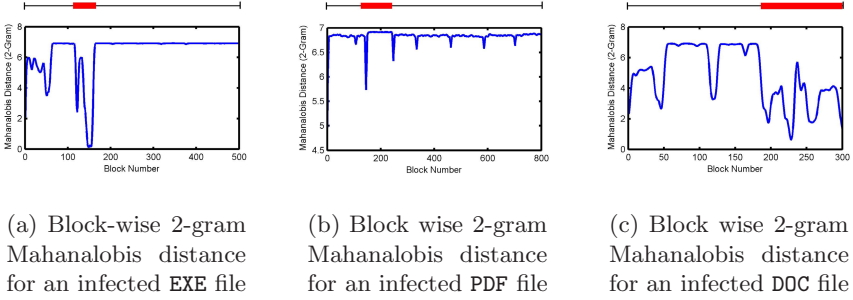 8
6
4
2
0
0
100
200
300
400
500
Mahanalobis Distance (2-Gram)
Block Number
7
6.5
6
5.5
5
4.5
0
200
400
600
800
Mahanalobis Distance (2-Gram)
Block Number
8
6
4
2
0
0
50
100
150
200
250
300
Mahanalobis Distance (2-Gram)
Block Number
(a) Block-wise 2-gram
Mahanalobis distance
for an infected EXE file
(b) Block wise 2-gram
Mahanalobis distance
for an infected PDF file
(c) Block wise 2-gram
Mahanalobis distance
for an infected DOC file